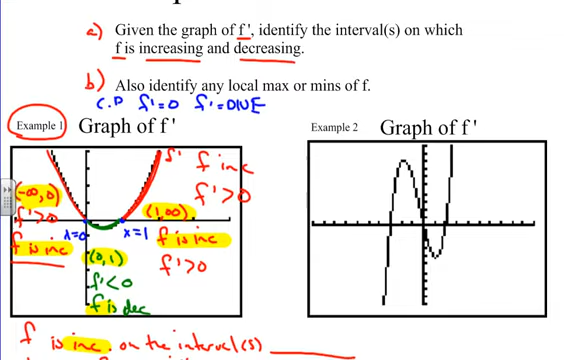 a) Given the graph of f ', identify the interval(s) on which
f is increasing and decreasing.
b) Also identify any local max or mins of f.
C.P f'=0 f'=DNE
Example 1 Graph of f '
f'
f inc
f'>0
(-∞,0)
f'>0
f is inc
x=0
x=1
(1,∞)
f is inc
f'>0
(0,1)
f'<0
f is dec
Example 2 Graph of f '
f is inc. on the interval(s)